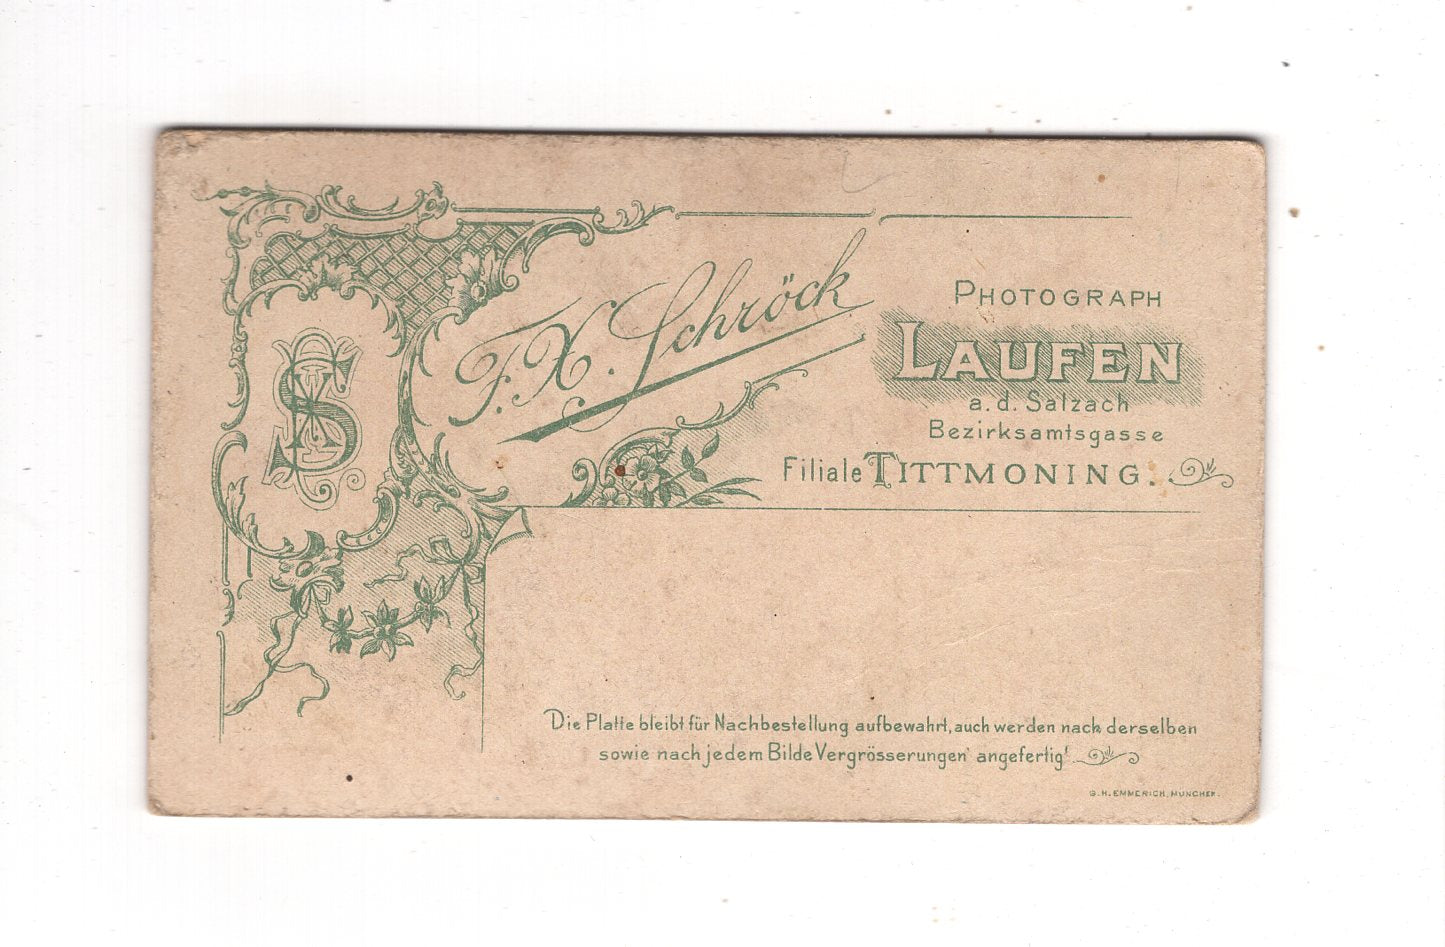 F. X. Schröck
PHOTOGRAPH
LAUFEN
a. d. Salzach
Bezirksamtsgasse
Filiale TITTMONING.
Die Platte bleibt für Nachbestellung aufbewahrt, auch werden nach derselben
sowie nach jedem Bilde Vergrösserungen angefertigt.
G. H. EMMERICH, MÜNCHEN.